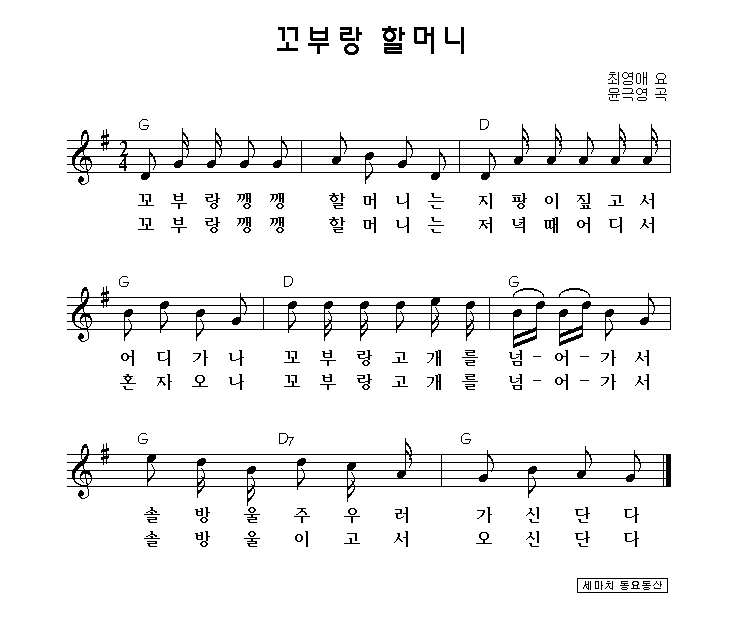 꼬부랑 할머니
최영애 요
윤극영 곡
G D
2
4
꼬 부 랑 깽 깽 할 머 니 는 지 팡 이 짚 고 서
꼬 부 랑 깽 깽 할 머 니 는 저 녁 때 어 디 서
G D G
어 디 가 나 꼬 부 랑 고 개 를 넘 - 어 - 가 서
혼 자 오 나 꼬 부 랑 고 개 를 넘 - 어 - 가 서
G D7 G
솔 방 울 주 우 러 가 신 단 다
솔 방 울 이 고 서 오 신 단 다
세마치 동요동산